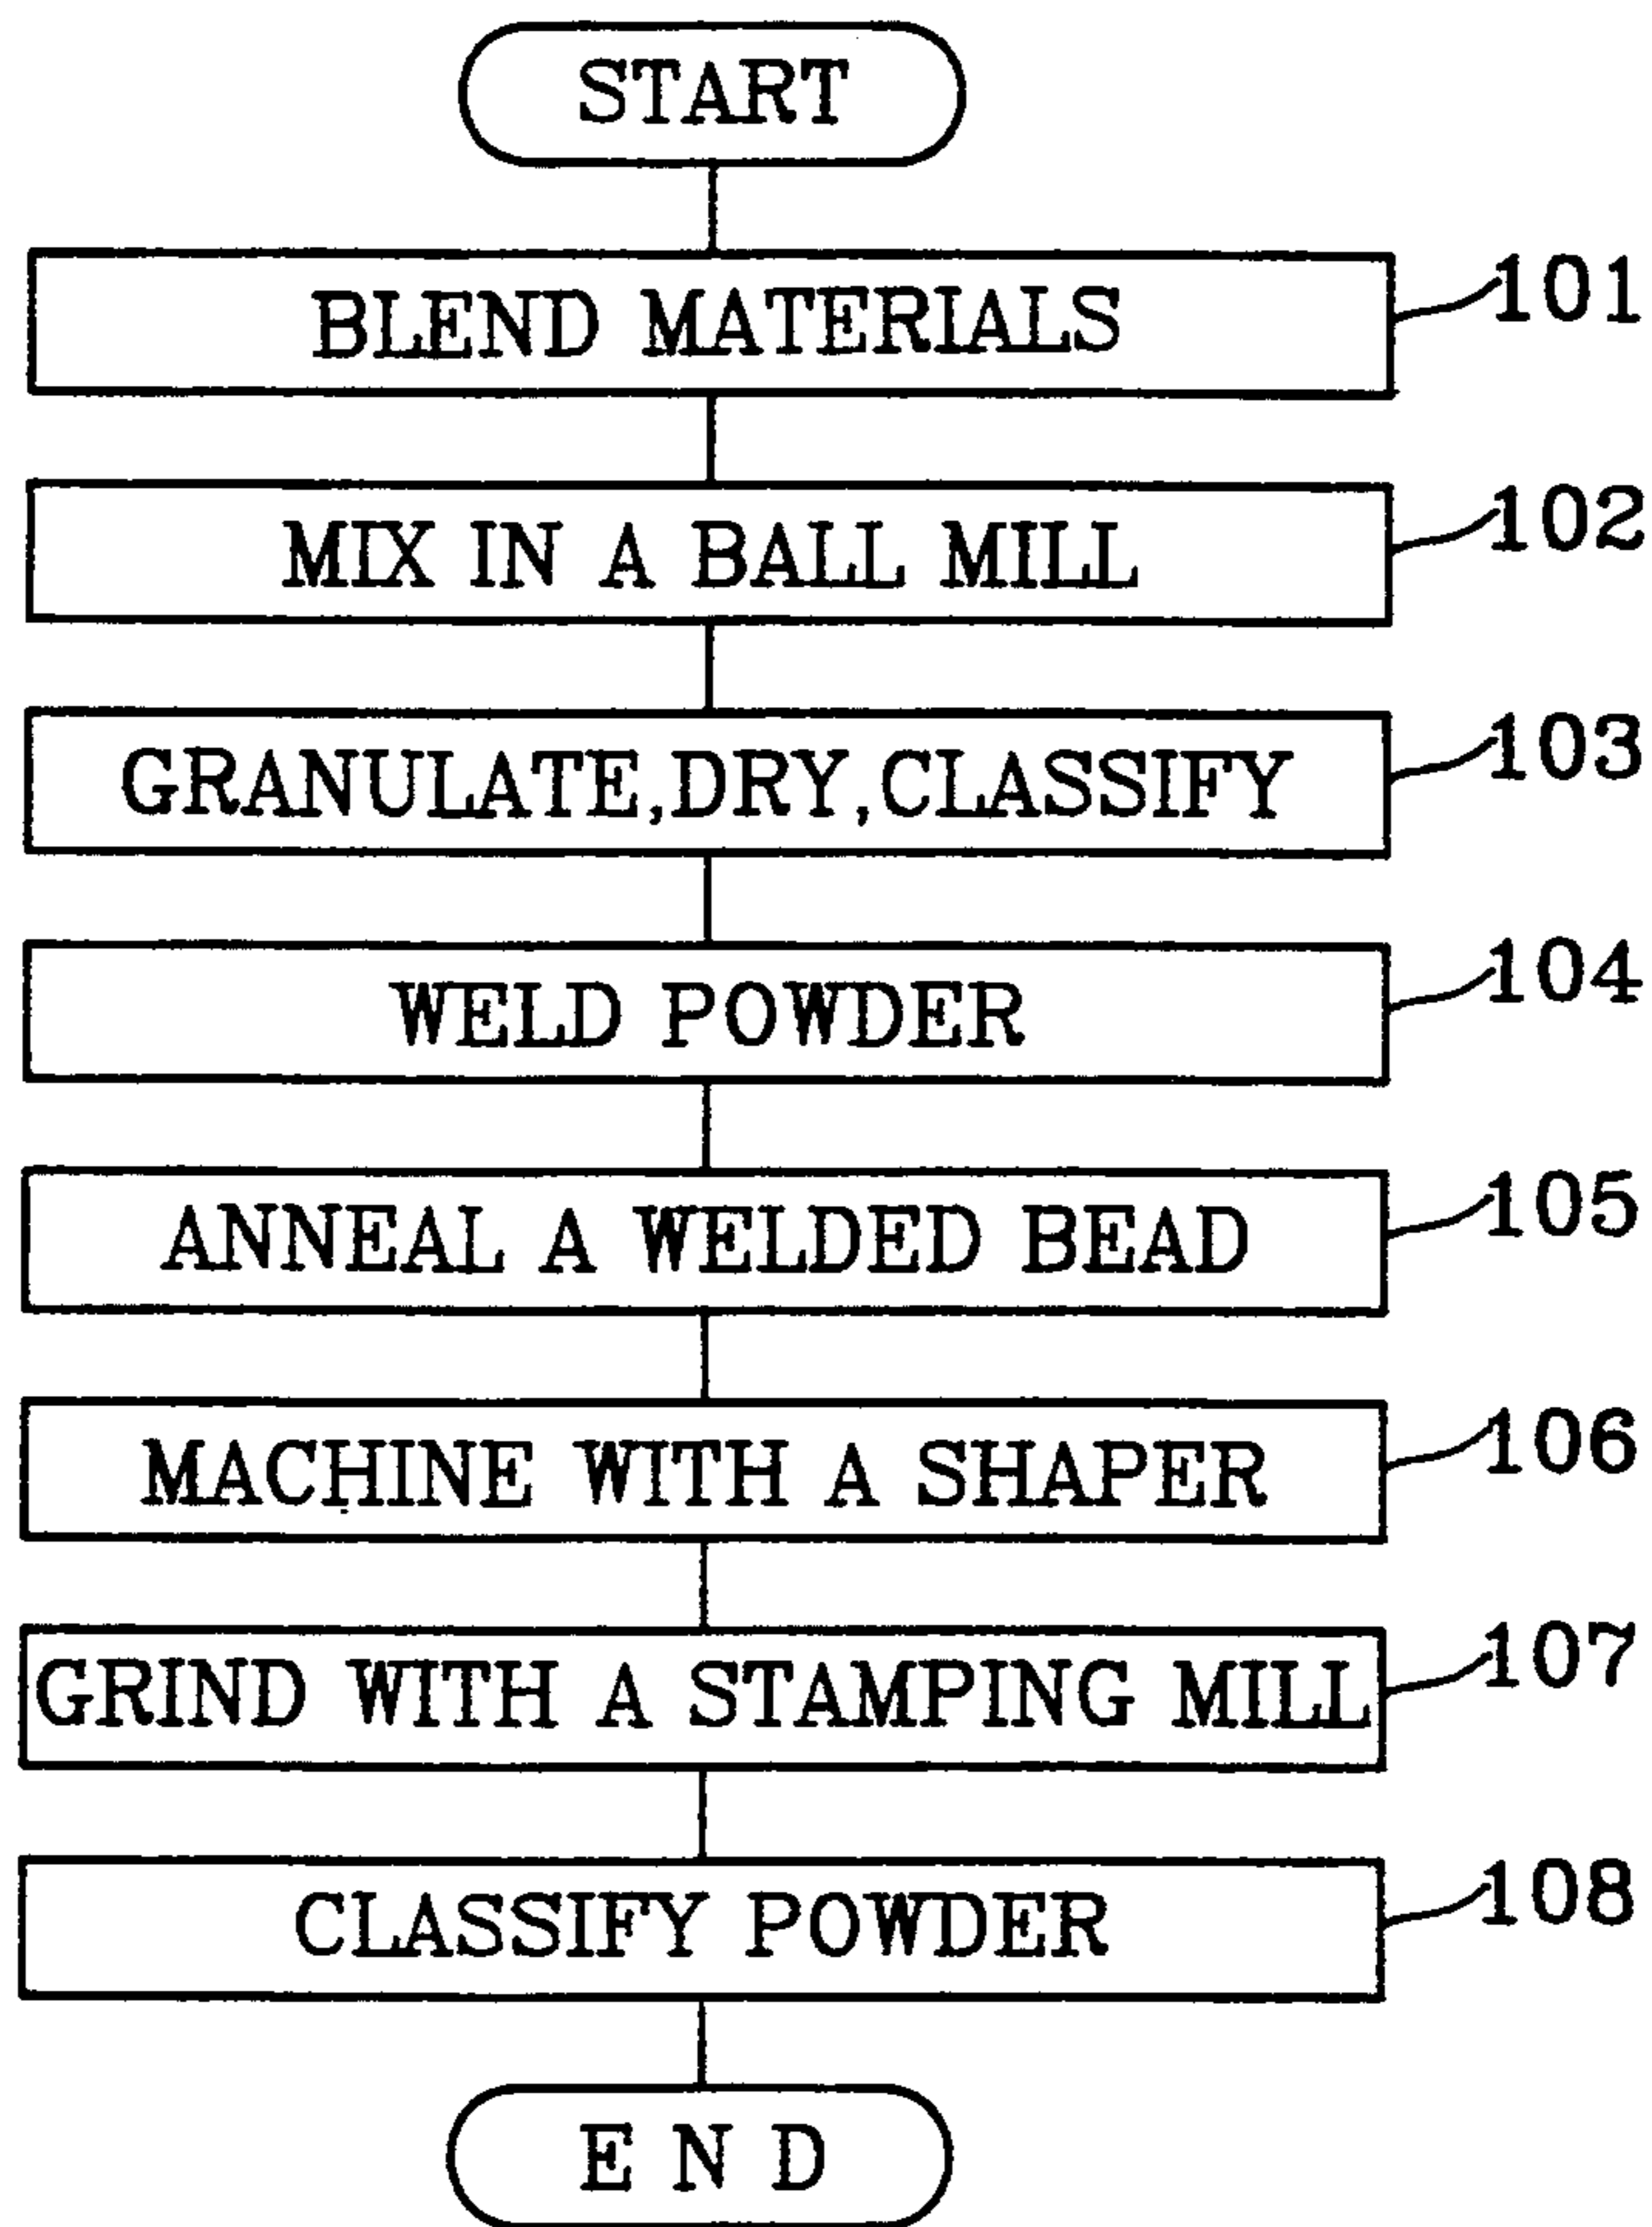 START
BLEND MATERIALS 101
MIX IN A BALL MILL 102
GRANULATE,DRY,CLASSIFY 103
WELD POWDER 104
ANNEAL A WELDED BEAD 105
MACHINE WITH A SHAPER 106
GRIND WITH A STAMPING MILL 107
CLASSIFY POWDER 108
END